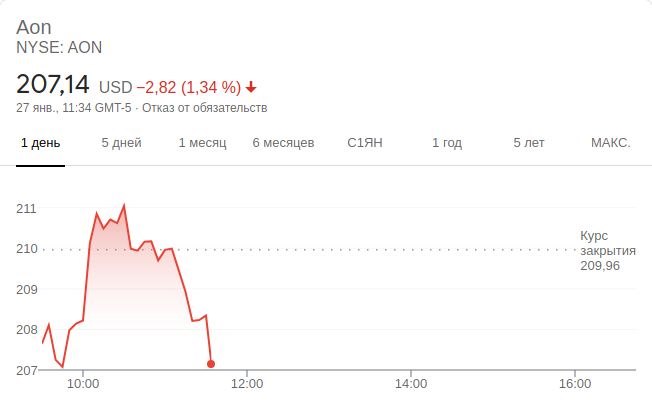 Aon
NYSE: AON
207,14 USD −2,82 (1,34 %)
27 янв., 11:34 GMT-5 · Отказ от обязательств
1 день 5 дней 1 месяц 6 месяцев С1ЯН 1 год 5 лет МАКС.
211
210
209
208
207
Курс
закрытия
209,96
10:00 12:00 14:00 16:00